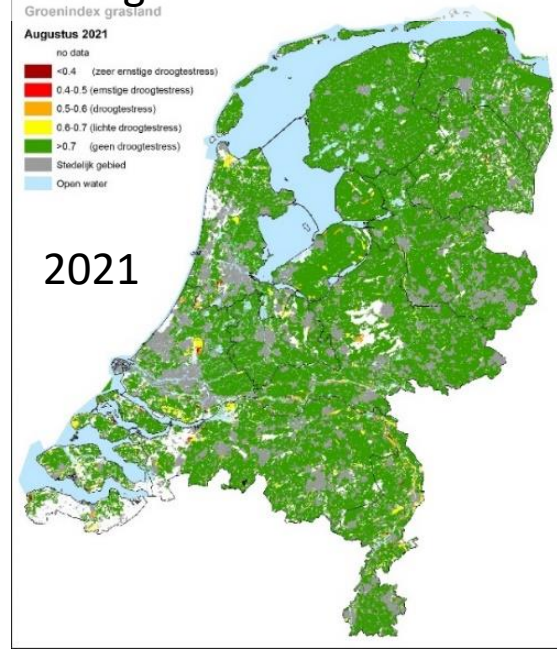 Groenindex grasland
Augustus 2021
no data
<0.4 (zeer ernstige droogtestress)
0.4-0.5 (ernstige droogtestress)
0.5-0.6 (droogtestress)
0.6-0.7 (lichte droogtestress)
>0.7 (geen droogtestress)
Stedelijk gebied
Open water
2021